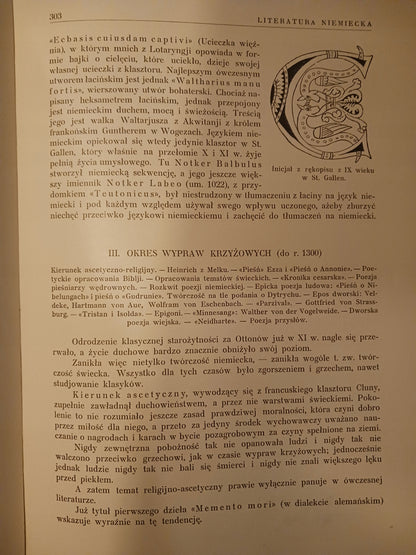 303
LITERATURA NIEMIECKA
«Ecbasis cuiusdam captivi» (Ucieczka więź-
nia), w którym mnich z Lotaryngji opowiada w for-
mie bajki o cielęciu, które uciekło, dzieje swojej
własnej ucieczki z klasztoru. Najlepszym ówczesnym
utworem łacińskim jest jednak «Waltharius manu
fortis», wierszowany utwór bohaterski. Chociaż na-
pisany heksametrem łacińskim, jednak przepojony
jest niemieckim duchem, mocą i świeżością. Treścią
jego jest walka Waltarjusza z Akwitanji z królem
frankońskim Guntherem w Wogezach. Językiem nie-
mieckim opiekował się wtedy jedynie klasztor w St.
Gallen, który właśnie na przełomie X i XI w. żyje
pełnią życia umysłowego. Tu Notker Balbulus
stworzył niemiecką sekwencję, a jego jeszcze większ-
szy imiennik Notker Labeo (um. 1022), z przy-
domkiem «Teutonicus», był niestrudzony w tłumaczeniu z łaciny na język nie-
miecki i pod każdym względem używał swego wpływu uczonego, ażeby zburzyć
niechęć przeciwko językowi niemieckiemu i zachęcić do tłumaczeń na niemiecki.
Inicjał z rękopisu z IX wieku
w St. Gallen.
III. OKRES WYPRAW KRZYŻOWYCH (do r. 1300)
Kierunek ascetyczno-religijny. — Heinrich z Melku. — «Pieśń» Ezza i «Pieśń o Annonie». — Poe-
tyckie opracowania Biblji. — Opracowania tematów świeckich. — «Kronika cesarska». — Poezja
pieśniarzy wędrownych. — Rozkwit poezji niemieckiej. — Epicka poezja ludowa: «Pieśń o Ni-
belungach» i pieśń o «Gudrunie». Twórczość na tle podania o Dytrychu. — Epos dworski: Vel-
deke, Hartmann von Aue, Wolfram von Eschenbach. — «Parzival». — Gottfried von Strass-
burg. — «Tristan i Isolda». — Epigoni. — «Minnesang»: Walther von der Vogelweide. — Dworska
poezja wiejska. — «Neidharte». — Poezja przysłów.
Odrodzenie klasycznej starożytności za Ottonów już w XI w. nagle się prze-
rwało, a życie duchowe bardzo znacznie obniżyło swój poziom.
Zanikła więc nietylko twórczość niemiecka, — zanikła wogóle t. zw. twór-
czość świecka. Wszystko dla tych czasów było zgorszeniem i grzechem, nawet
studjowanie klasyków.
Kierunek ascetyczny, wywodzący się z francuskiego klasztoru Cluny,
zupełnie zawładnął duchowieństwem, a przez nie warstwami świeckiemi. Poko-
lenie to nie rozumiało jeszcze zasad prawdziwej moralności, która czyni dobro
przez miłość dla niego, a przeto za jedyny środek wychowawczy uważano nau-
czanie o nagrodach i karach w bycie pozagrobowym za czyny spełnione na ziemi.
Nigdy zewnętrzna pobożność tak nie opanowała ludzi i nigdy tak nie
walczono przeciwko grzechowi, jak w czasie wypraw krzyżowych; jednocześnie
jednak ludzie nigdy tak nie bali się śmierci i nigdy nie znali większego lęku
przed piekłem.
A zatem temat religijno-ascetyczny prawie wyłącznie panuje w ówczesnej
literaturze.
Już tytuł pierwszego dzieła «Memento mori» (w dialekcie alemańskim)
wskazuje wyraźnie na tę tendencję.